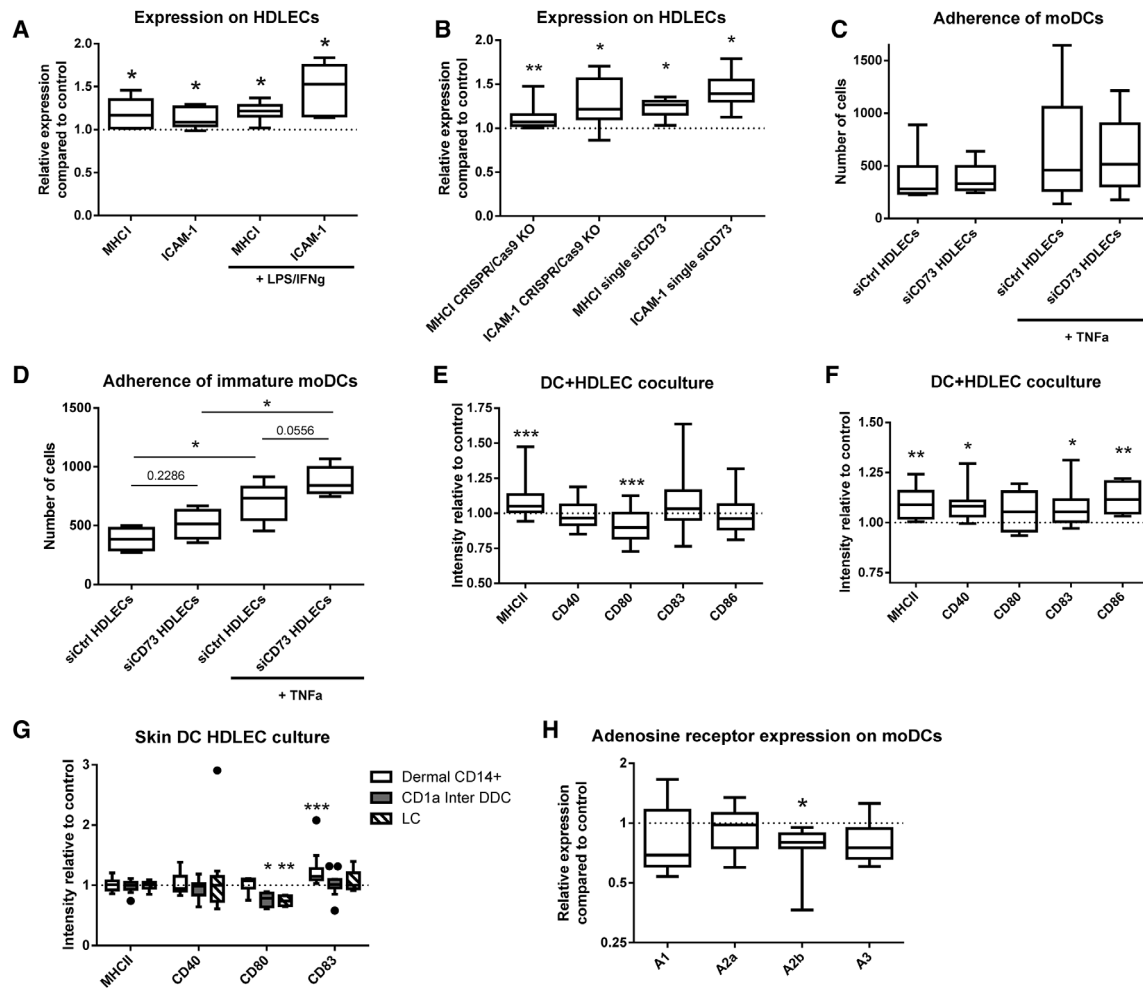 A
Expression on HDLECs
Relative expression
compared to control
2.0
1.5
1.0
0.5
0.0
*
*
*
*
MHCI
ICAM-1
MHCI
ICAM-1
+ LPS/IFNg
B
Expression on HDLECs
Relative expression
compared to control
2.0
1.5
1.0
0.5
0.0
**
*
*
*
MHCI CRISPR/Cas9 KO
ICAM-1 CRISPR/Cas9 KO
MHCI single siCD73
ICAM-1 single siCD73
C
Adherence of moDCs
Number of cells
1500
1000
500
0
siCtrl HDLECs
siCD73 HDLECs
siCtrl HDLECs
siCD73 HDLECs
+ TNFa
D
Adherence of immature moDCs
Number of cells
1500
1000
500
0
*
*
0.0556
0.2286
siCtrl HDLECs
siCD73 HDLECs
siCtrl HDLECs
siCD73 HDLECs
+ TNFa
E
DC+HDLEC coculture
Intensity relative to control
1.75
1.50
1.25
1.00
0.75
0.50
***
***
MHCII
CD40
CD80
CD83
CD86
F
DC+HDLEC coculture
Intensity relative to control
1.50
1.25
1.00
0.75
**
*
*
**
MHCII
CD40
CD80
CD83
CD86
G
Skin DC HDLEC culture
Intensity relative to control
3
2
1
0
* **
***
Dermal CD14+
CD1a Inter DDC
LC
MHCII
CD40
CD80
CD83
H
Adenosine receptor expression on moDCs
Relative expression
compared to control
2
1
0.5
0.25
*
A1
A2a
A2b
A3